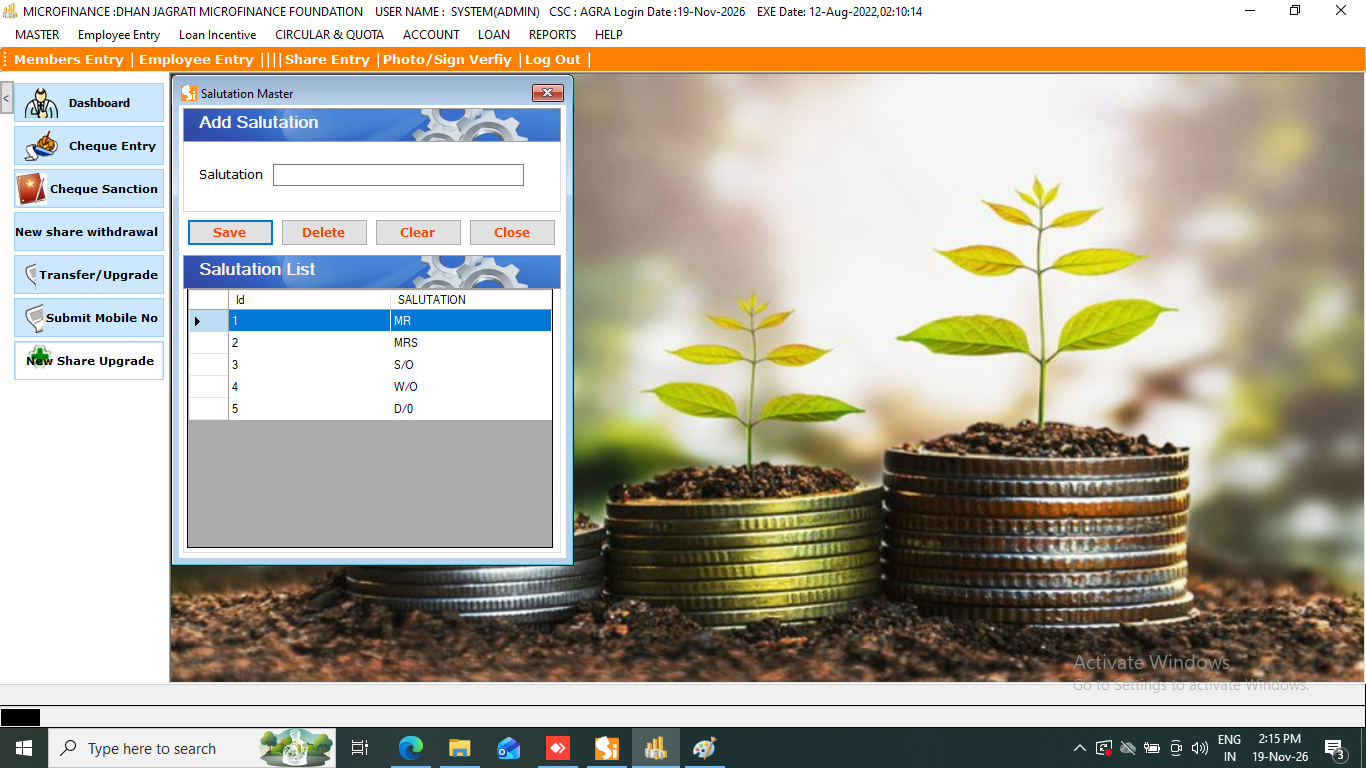 MICROFINANCE :DHAN JAGRATI MICROFINANCE FOUNDATION USER NAME : SYSTEM(ADMIN) CSC : AGRA Login Date :19-Nov-2026 EXE Date: 12-Aug-2022,02:10:14
MASTER Employee Entry Loan Incentive CIRCULAR & QUOTA ACCOUNT LOAN REPORTS HELP
Members Entry | Employee Entry ||||Share Entry |Photo/Sign Verfiy |Log Out |
<
Dashboard
Cheque Entry
Cheque Sanction
New share withdrawal
Transfer/Upgrade
Submit Mobile No
New Share Upgrade
Si Salutation Master
Add Salutation
Salutation
Save Delete Clear Close
Salutation List
Id SALUTATION
1 MR
2 MRS
3 S/O
4 W/O
5 D/0
Activate Windows
Go to Settings to activate Windows.
Type here to search
Si
ENG
IN
2:15 PM
19-Nov-26
3